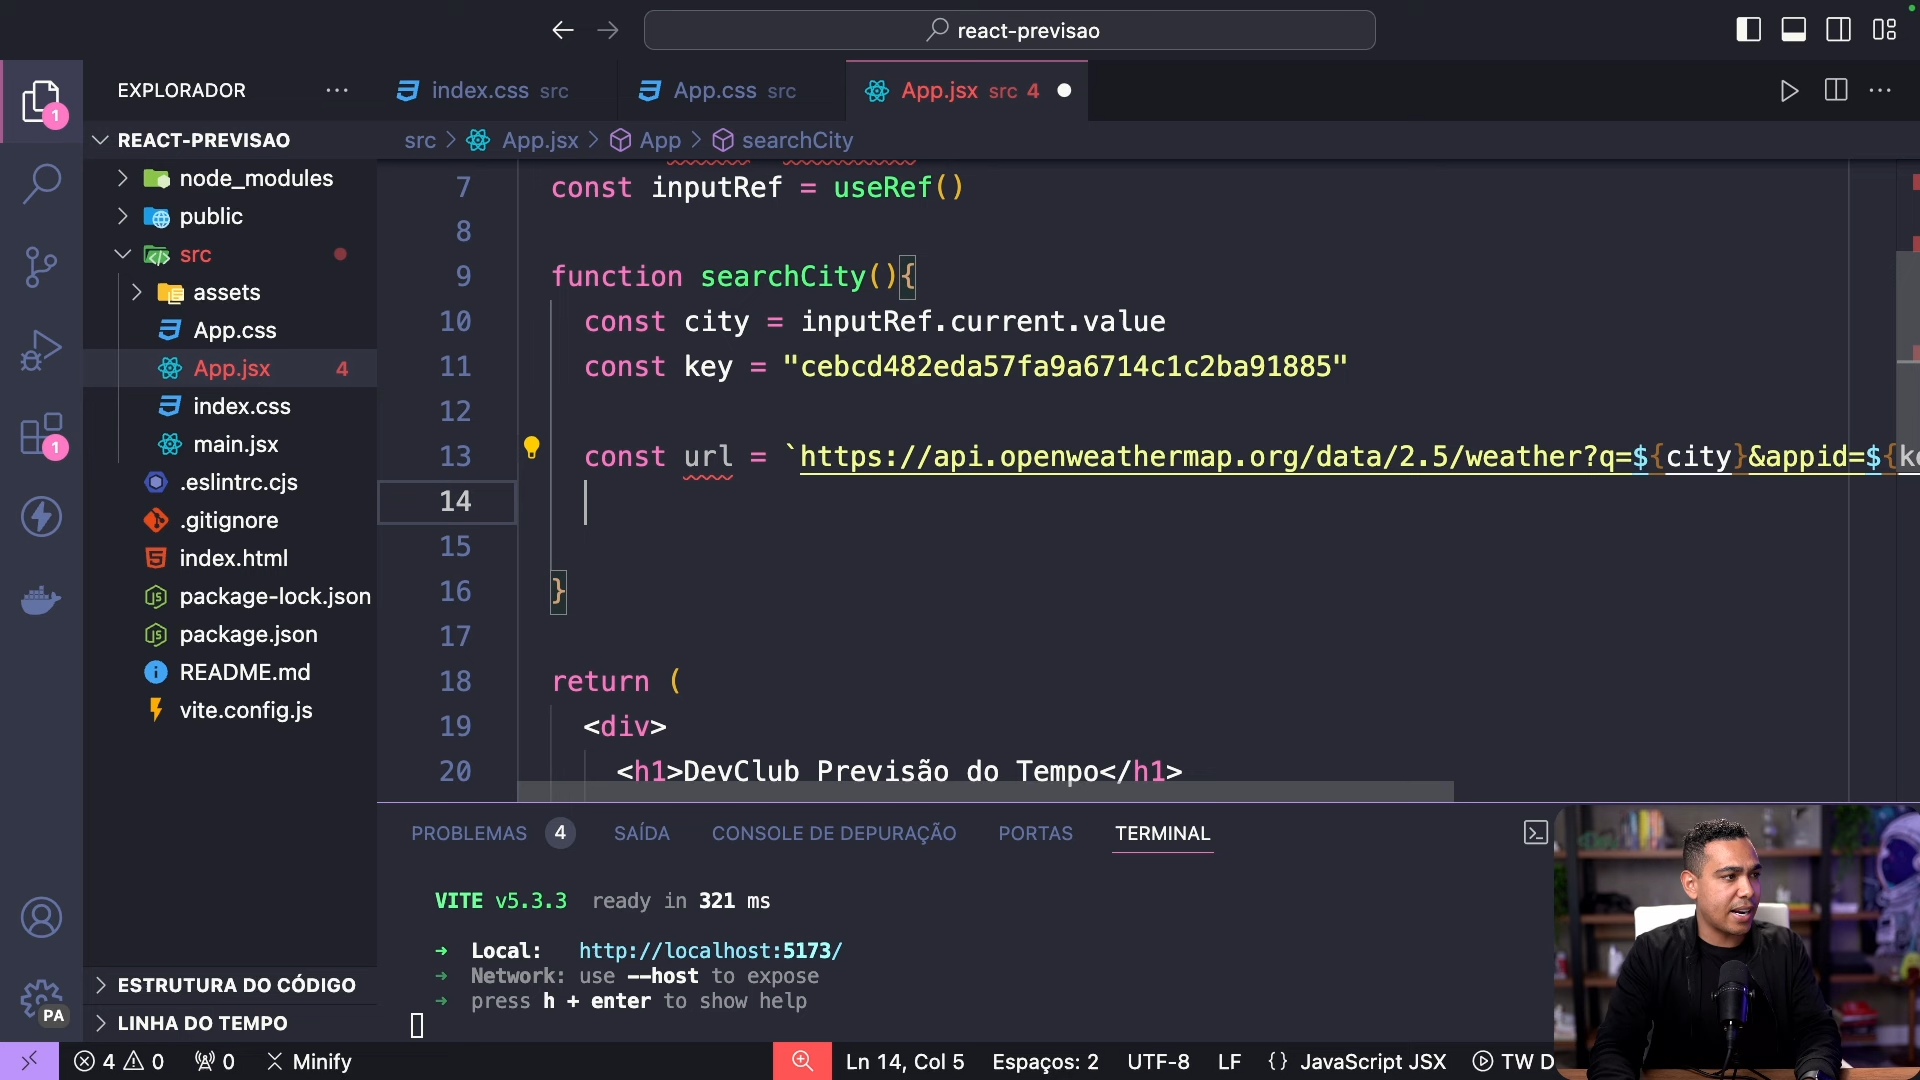 react-previsao
EXPLORADOR
index.css src
App.css src
App.jsx src 4
1
REACT-PREVISAO
src > App.jsx > App > searchCity
node_modules
public
src
assets
App.css
App.jsx 4
index.css
main.jsx
.eslintrc.cjs
.gitignore
index.html
package-lock.json
package.json
README.md
vite.config.js
1
7 const inputRef = useRef()
8
9 function searchCity(){
10 const city = inputRef.current.value
11 const key = "cebcd482eda57fa9a6714c1c2ba91885"
12
13 const url = `https://api.openweathermap.org/data/2.5/weather?q=${city}&appid=${ke
14
15
16 }
17
18 return (
19 <div>
20 <h1>DevClub Previsão do Tempo</h1>
PROBLEMAS 4 SAÍDA CONSOLE DE DEPURAÇÃO PORTAS TERMINAL
VITE v5.3.3 ready in 321 ms
➜ Local: http://localhost:5173/
➜ Network: use --host to expose
➜ press h + enter to show help
ESTRUTURA DO CÓDIGO
LINHA DO TEMPO
PA
4 0 0 Minify
Ln 14, Col 5 Espaços: 2 UTF-8 LF {} JavaScript JSX TW D